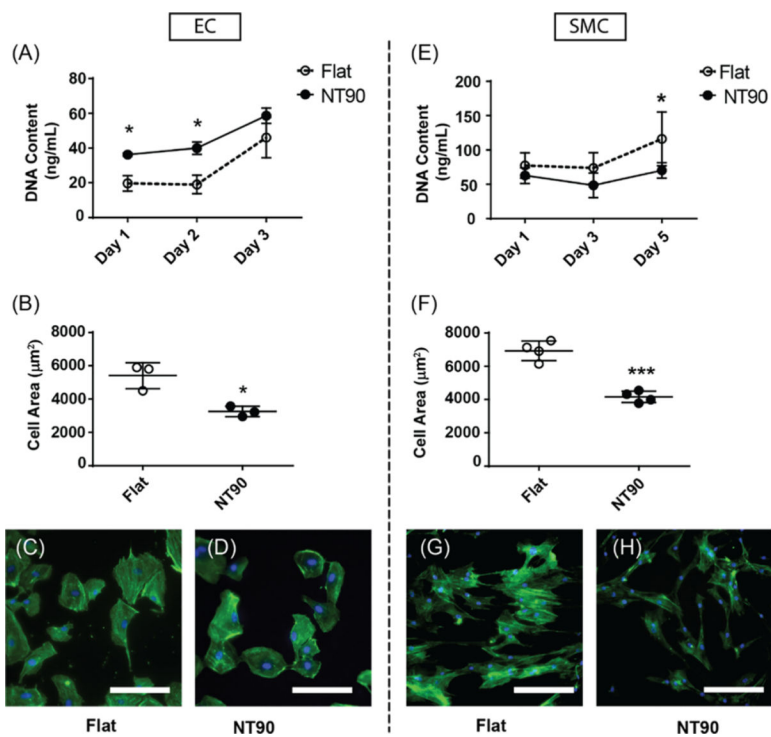 EC
SMC
(A)
Flat
NT90
DNA Content
(ng/mL)
80
60
40
20
0
*
*
Day 1
Day 2
Day 3
(E)
Flat
NT90
DNA Content
(ng/mL)
200
150
100
50
0
*
Day 1
Day 3
Day 5
(B)
Cell Area (µm²)
8000
6000
4000
2000
0
*
Flat
NT90
(F)
Cell Area (µm²)
8000
6000
4000
2000
0
***
Flat
NT90
(C)
(D)
(G)
(H)
Flat
NT90
Flat
NT90